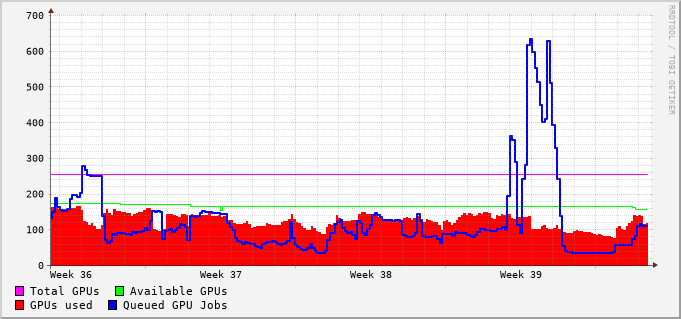 700
600
500
400
300
200
100
0
Week 36 Week 37 Week 38 Week 39
Total GPUs Available GPUs
GPUs used Queued GPU Jobs
RRDTOOL / TOBI OETIKER